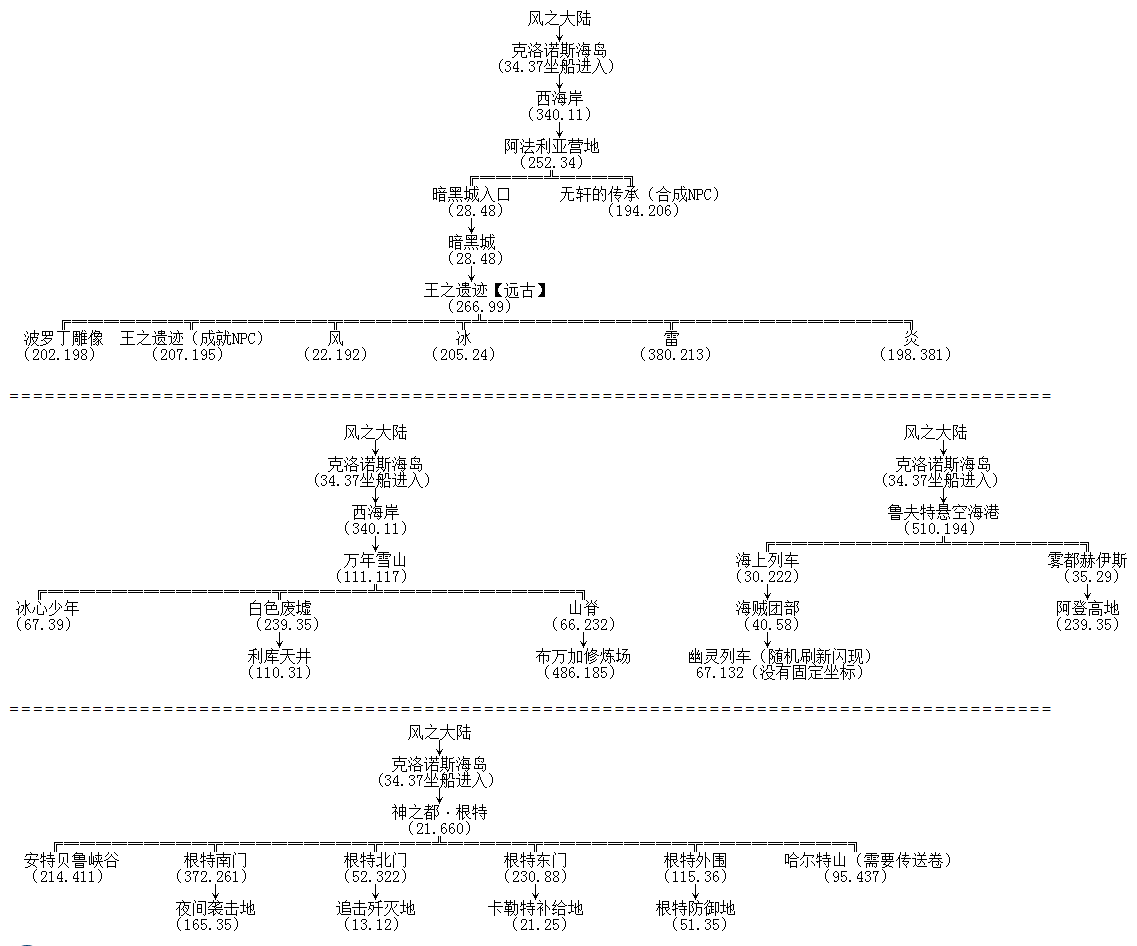 风之大陆
克洛诺斯海岛
(34.37坐船进入)
西海岸
(340.11)
阿法利亚营地
(252.34)
暗黑城入口 无轩的传承（合成NPC）
(28.48) (194.206)
暗黑城
(28.48)
王之遗迹【远古】
(266.99)
波罗丁雕像 王之遗迹（成就NPC） 风 冰 雷 炎
(202.198) (207.195) (22.192) (205.24) (380.213) (198.381)
========================================================================================
风之大陆 风之大陆
克洛诺斯海岛 克洛诺斯海岛
(34.37坐船进入) (34.37坐船进入)
西海岸 鲁夫特悬空海港
(340.11) (510.194)
万年雪山 海上列车 雾都赫伊斯
(111.117) (30.222) (35.29)
冰心少年 白色废墟 山脊 海贼团部 阿登高地
(67.39) (239.35) (66.232) (40.58) (239.35)
利库天井 布万加修炼场 幽灵列车（随机刷新闪现）
(110.31) (486.185) 67.132（没有固定坐标）
========================================================================================
风之大陆
克洛诺斯海岛
(34.37坐船进入)
神之都·根特
(21.660)
安特贝鲁峡谷 根特南门 根特北门 根特东门 根特外围 哈尔特山（需要传送卷）
(214.411) (372.261) (52.322) (230.88) (115.36) (95.437)
夜间袭击地 追击歼灭地 卡勒特补给地 根特防御地
(165.35) (13.12) (21.25) (51.35)